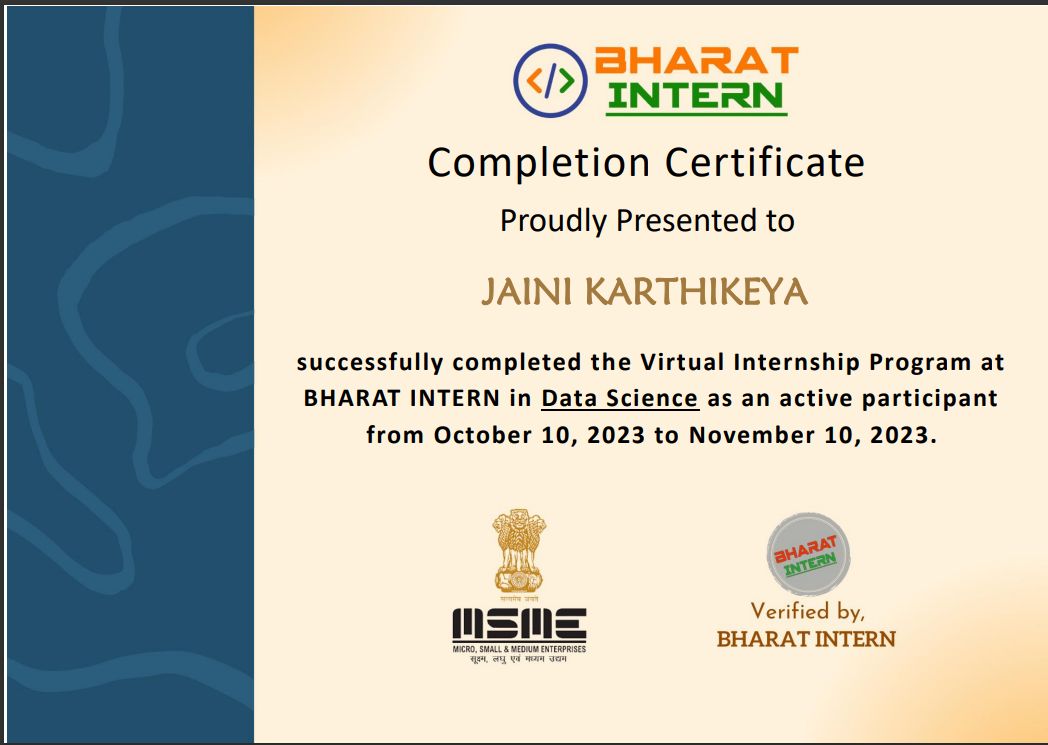 </>
BHARAT
INTERN
Completion Certificate
Proudly Presented to
JAINI KARTHIKEYA
successfully completed the Virtual Internship Program at
BHARAT INTERN in Data Science as an active participant
from October 10, 2023 to November 10, 2023.
सत्यमेव जयते
MSME
MICRO, SMALL & MEDIUM ENTERPRISES
सूक्ष्म, लघु एवं मध्यम उद्यम
BHARAT
INTERN
Verified by,
BHARAT INTERN